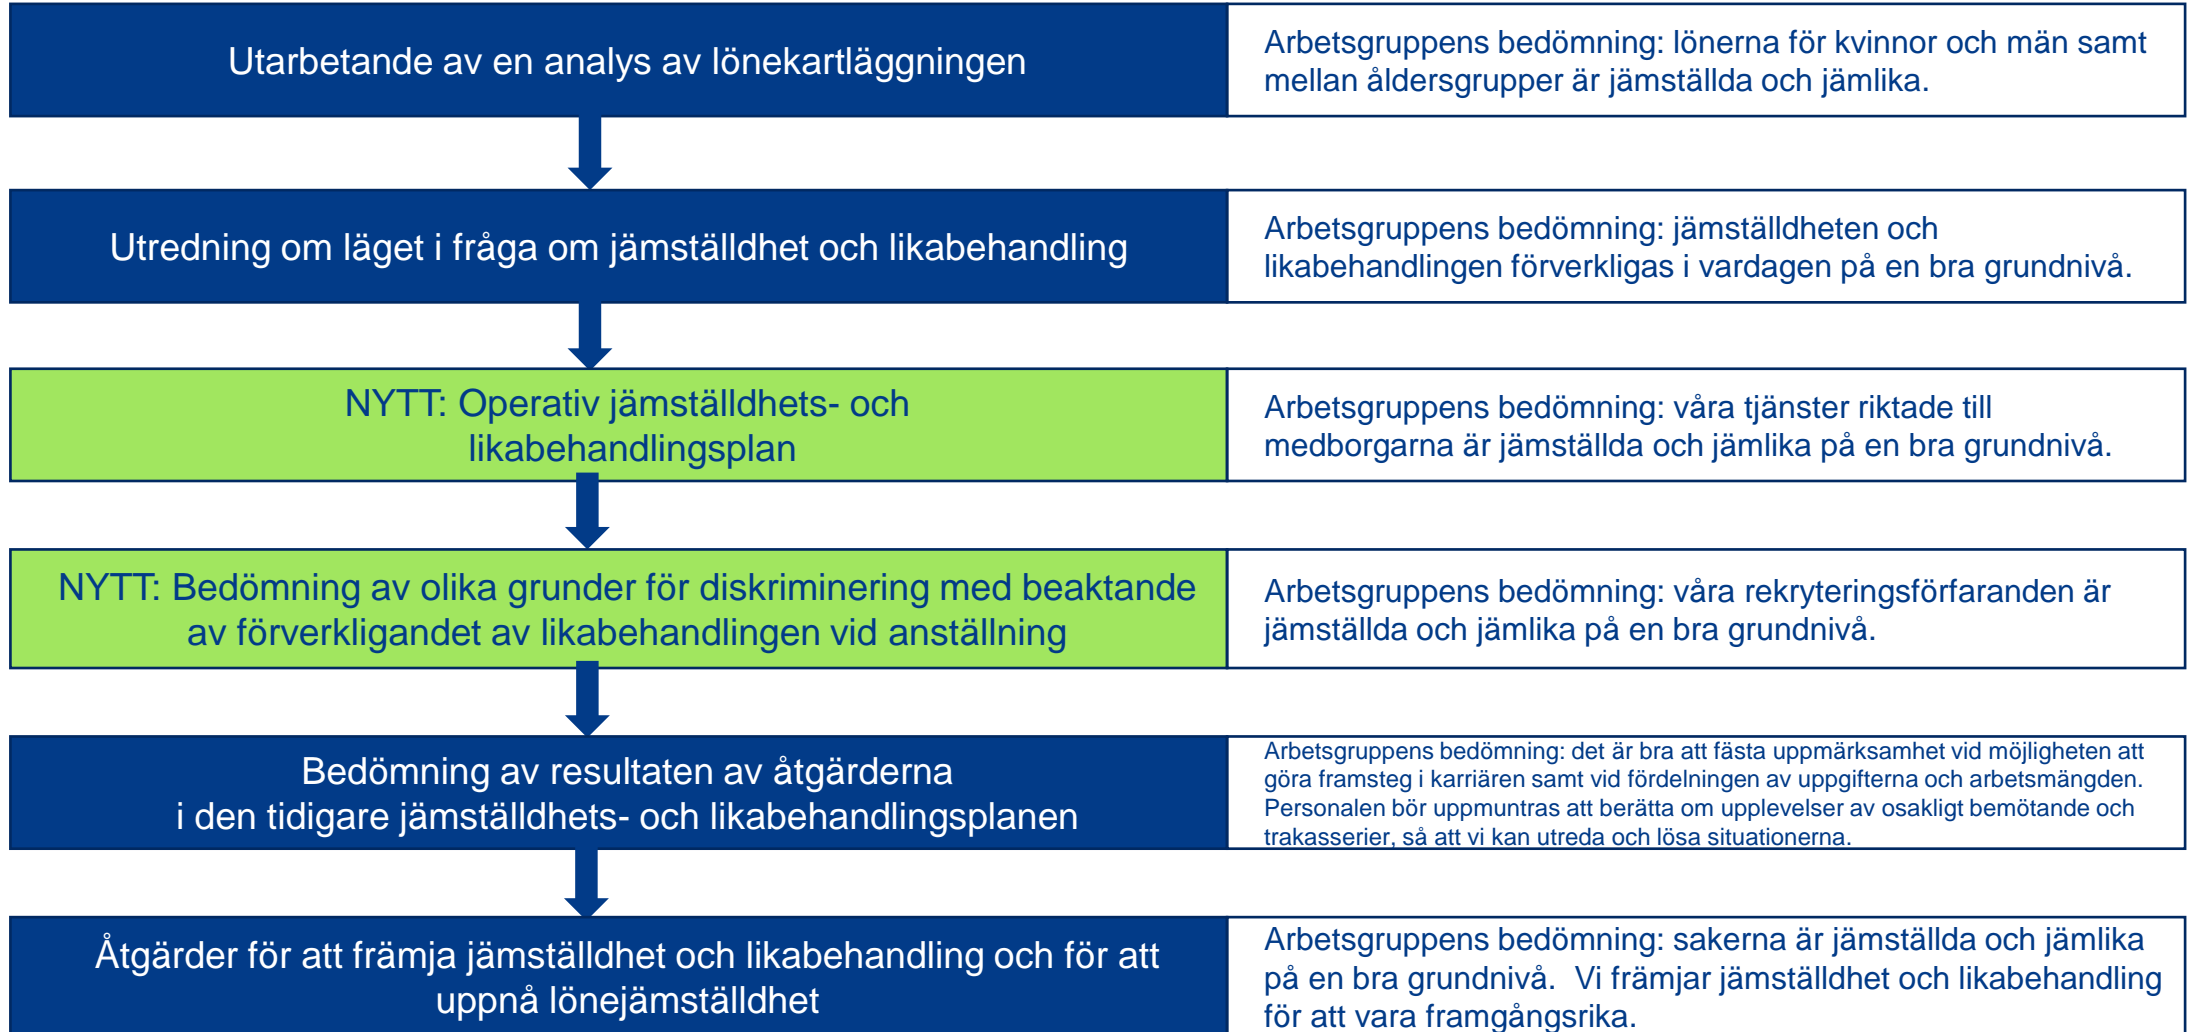 Utarbetande av en analys av lönekartläggningen
Arbetsgruppens bedömning: lönerna för kvinnor och män samt
mellan åldersgrupper är jämställda och jämlika.
Utredning om läget i fråga om jämställdhet och likabehandling
Arbetsgruppens bedömning: jämställdheten och
likabehandlingen förverkligas i vardagen på en bra grundnivå.
NYTT: Operativ jämställdhets- och
likabehandlingsplan
Arbetsgruppens bedömning: våra tjänster riktade till
medborgarna är jämställda och jämlika på en bra grundnivå.
NYTT: Bedömning av olika grunder för diskriminering med beaktande
av förverkligandet av likabehandlingen vid anställning
Arbetsgruppens bedömning: våra rekryteringsförfaranden är
jämställda och jämlika på en bra grundnivå.
Bedömning av resultaten av åtgärderna
i den tidigare jämställdhets- och likabehandlingsplanen
Arbetsgruppens bedömning: det är bra att fästa uppmärksamhet vid möjligheten att
göra framsteg i karriären samt vid fördelningen av uppgifterna och arbetsmängden.
Personalen bör uppmuntras att berätta om upplevelser av osakligt bemötande och
trakasserier, så att vi kan utreda och lösa situationerna.
Åtgärder för att främja jämställdhet och likabehandling och för att
uppnå lönejämställdhet
Arbetsgruppens bedömning: sakerna är jämställda och jämlika
på en bra grundnivå.  Vi främjar jämställdhet och likabehandling
för att vara framgångsrika.